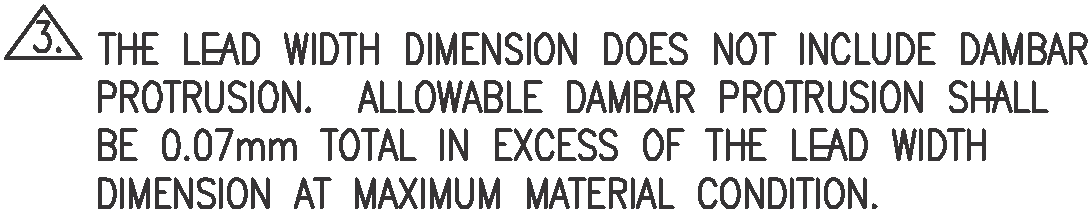 3. THE LEAD WIDTH DIMENSION DOES NOT INCLUDE DAMBAR
PROTRUSION. ALLOWABLE DAMBAR PROTRUSION SHALL
BE 0.07mm TOTAL IN EXCESS OF THE LEAD WIDTH
DIMENSION AT MAXIMUM MATERIAL CONDITION.